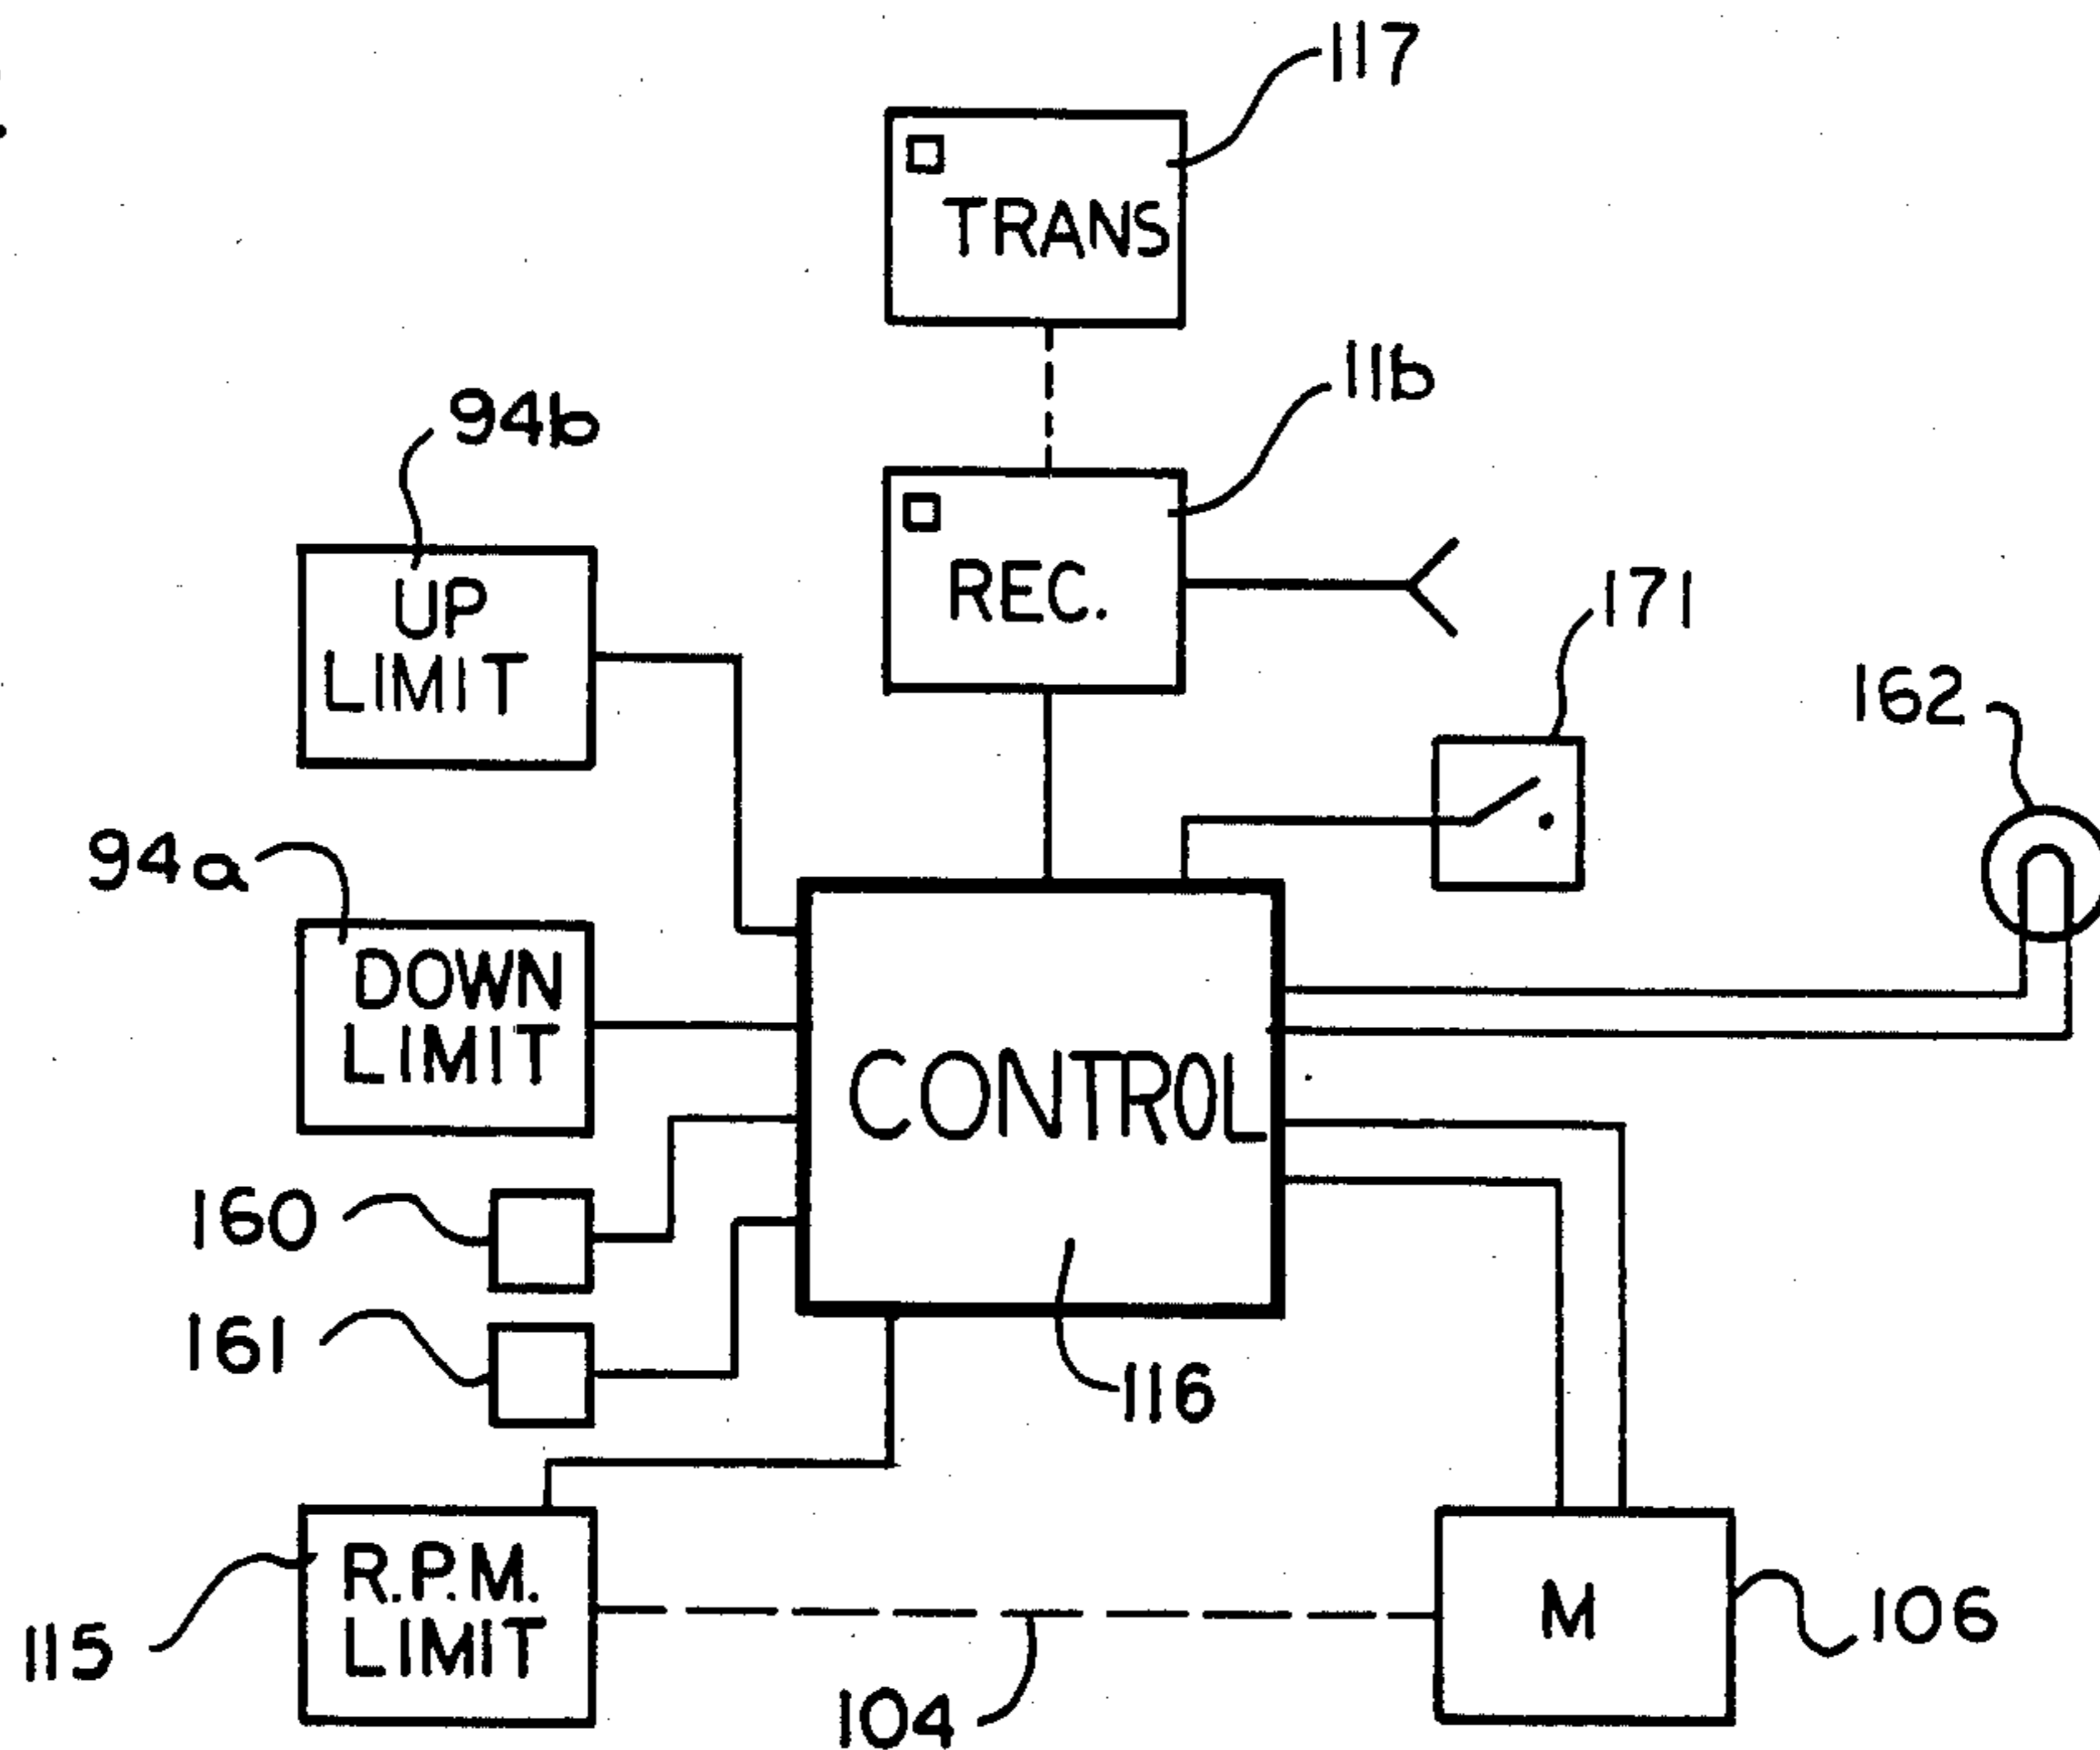 117
TRANS
11b
94b
REC.
UP
LIMIT
171
162
94a
DOWN
LIMIT
CONTROL
160
161
116
R.P.M.
LIMIT
M
115
106
104